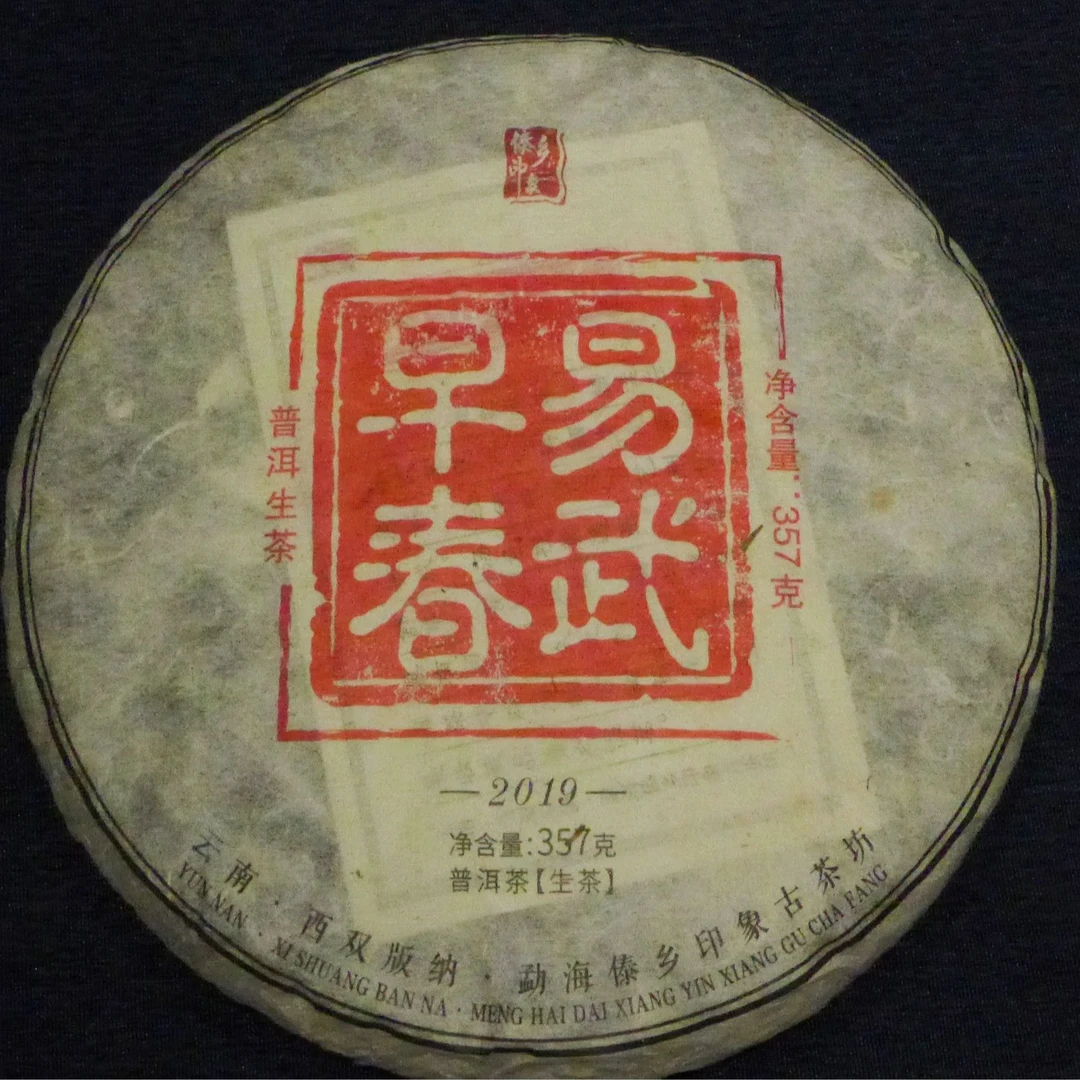 傣乡
印象
易武
早春
净含量:357克
普洱生茶
—2019—
净含量:357克
普洱茶【生茶】
云南·西双版纳·勐海傣乡印象古茶坊
YUN NAN · XI SHUANG BAN NA · MENG HAI DAI XIANG YIN XIANG GU CHA FANG